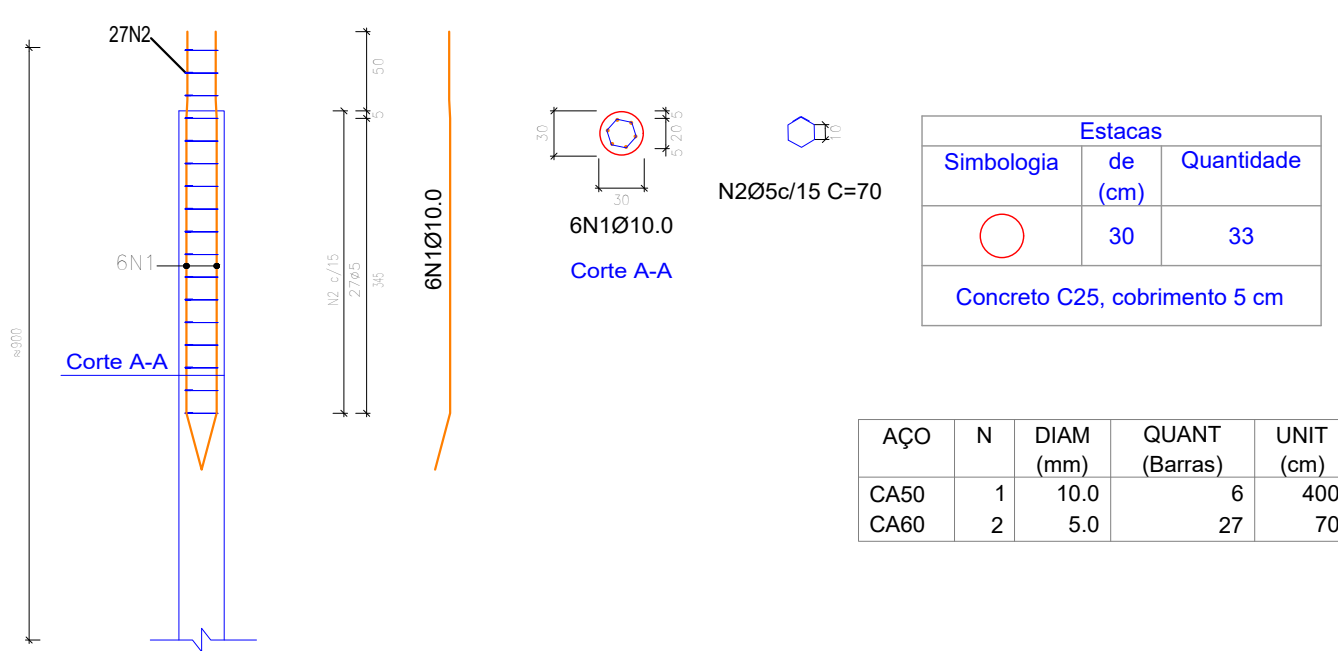 27N2
6N1
Corte A-A
≈900
N2 c/15
27ø5
50
5
345
6N1Ø10.0
30
5 20 5
30
6N1Ø10.0
Corte A-A
10
N2Ø5c/15 C=70
Estacas
Simbologia de (cm) Quantidade
30 33
Concreto C25, cobrimento 5 cm
AÇO N DIAM (mm) QUANT (Barras) UNIT (cm)
CA50 1 10.0 6 400
CA60 2 5.0 27 70